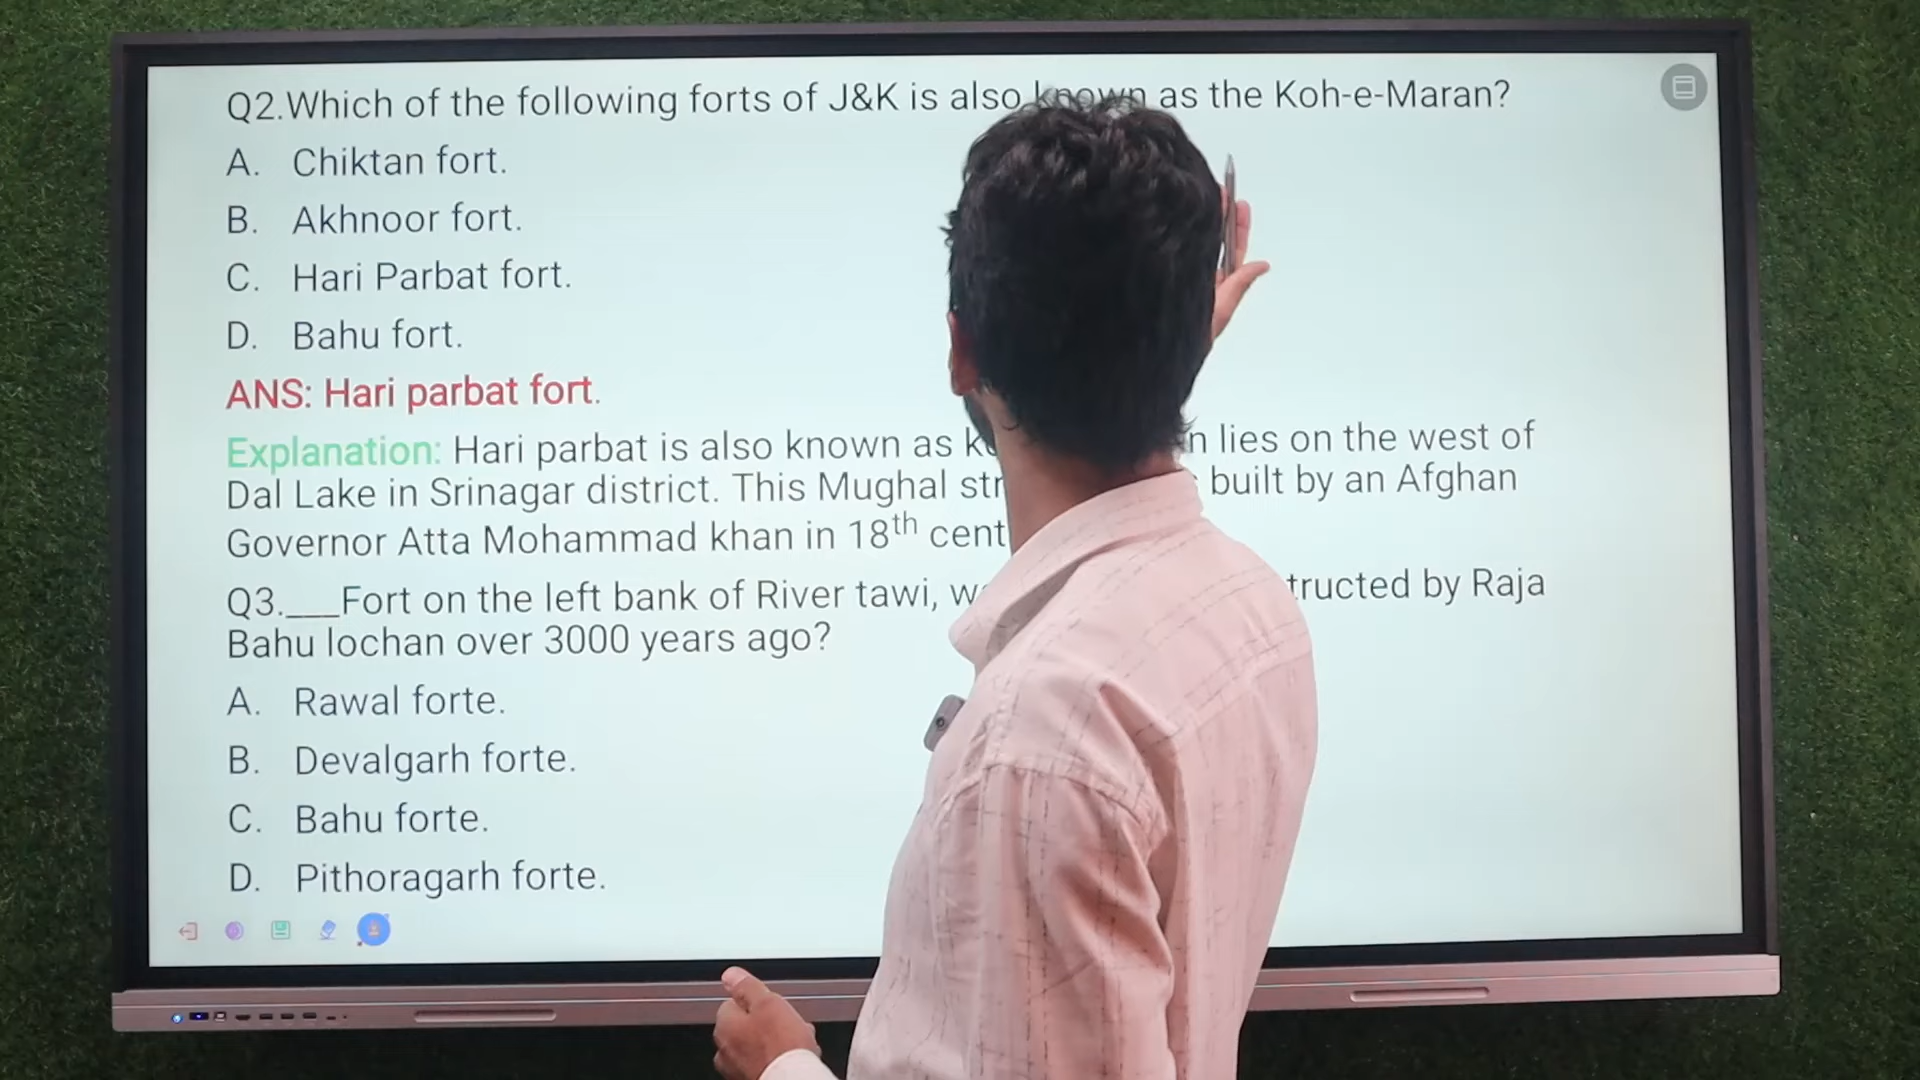 Q2.Which of the following forts of J&K is also known as the Koh-e-Maran?
A. Chiktan fort.
B. Akhnoor fort.
C. Hari Parbat fort.
D. Bahu fort.
ANS: Hari parbat fort.
Explanation: Hari parbat is also known as lies on the west of
Dal Lake in Srinagar district. This Mughal built by an Afghan
Governor Atta Mohammad khan in 18th
Q3.___Fort on the left bank of River tawi, by Raja
Bahu lochan over 3000 years ago?
A. Rawal forte.
B. Devalgarh forte.
C. Bahu forte.
D. Pithoragarh forte.